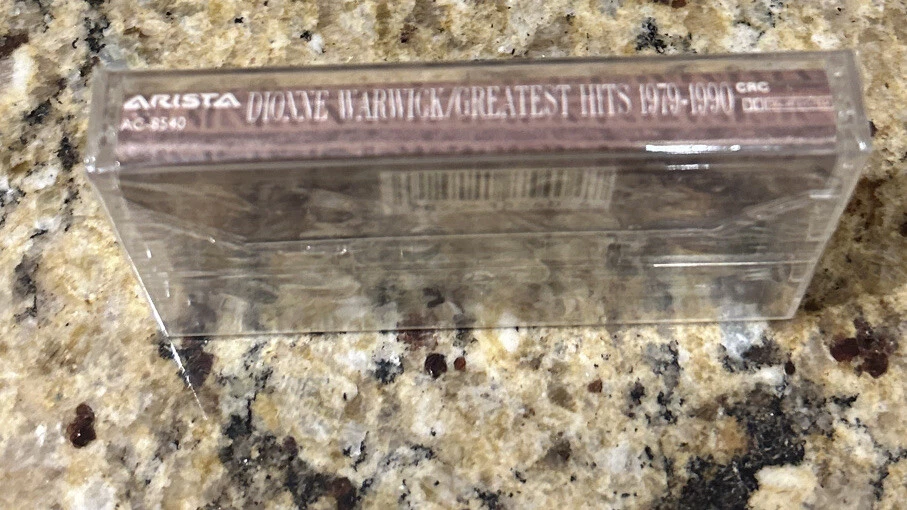 ARISTA DIONNE WARWICK/GREATEST HITS 1979-1990 CRC
AC-8540